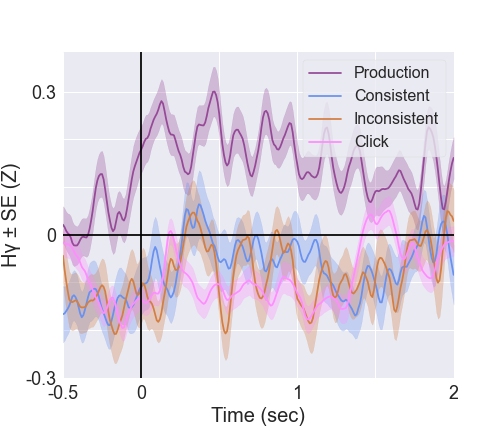 Production
Consistent
Inconsistent
Click
Hγ ± SE (Z)
0.3
0
-0.3
-0.5
0
1
2
Time (sec)